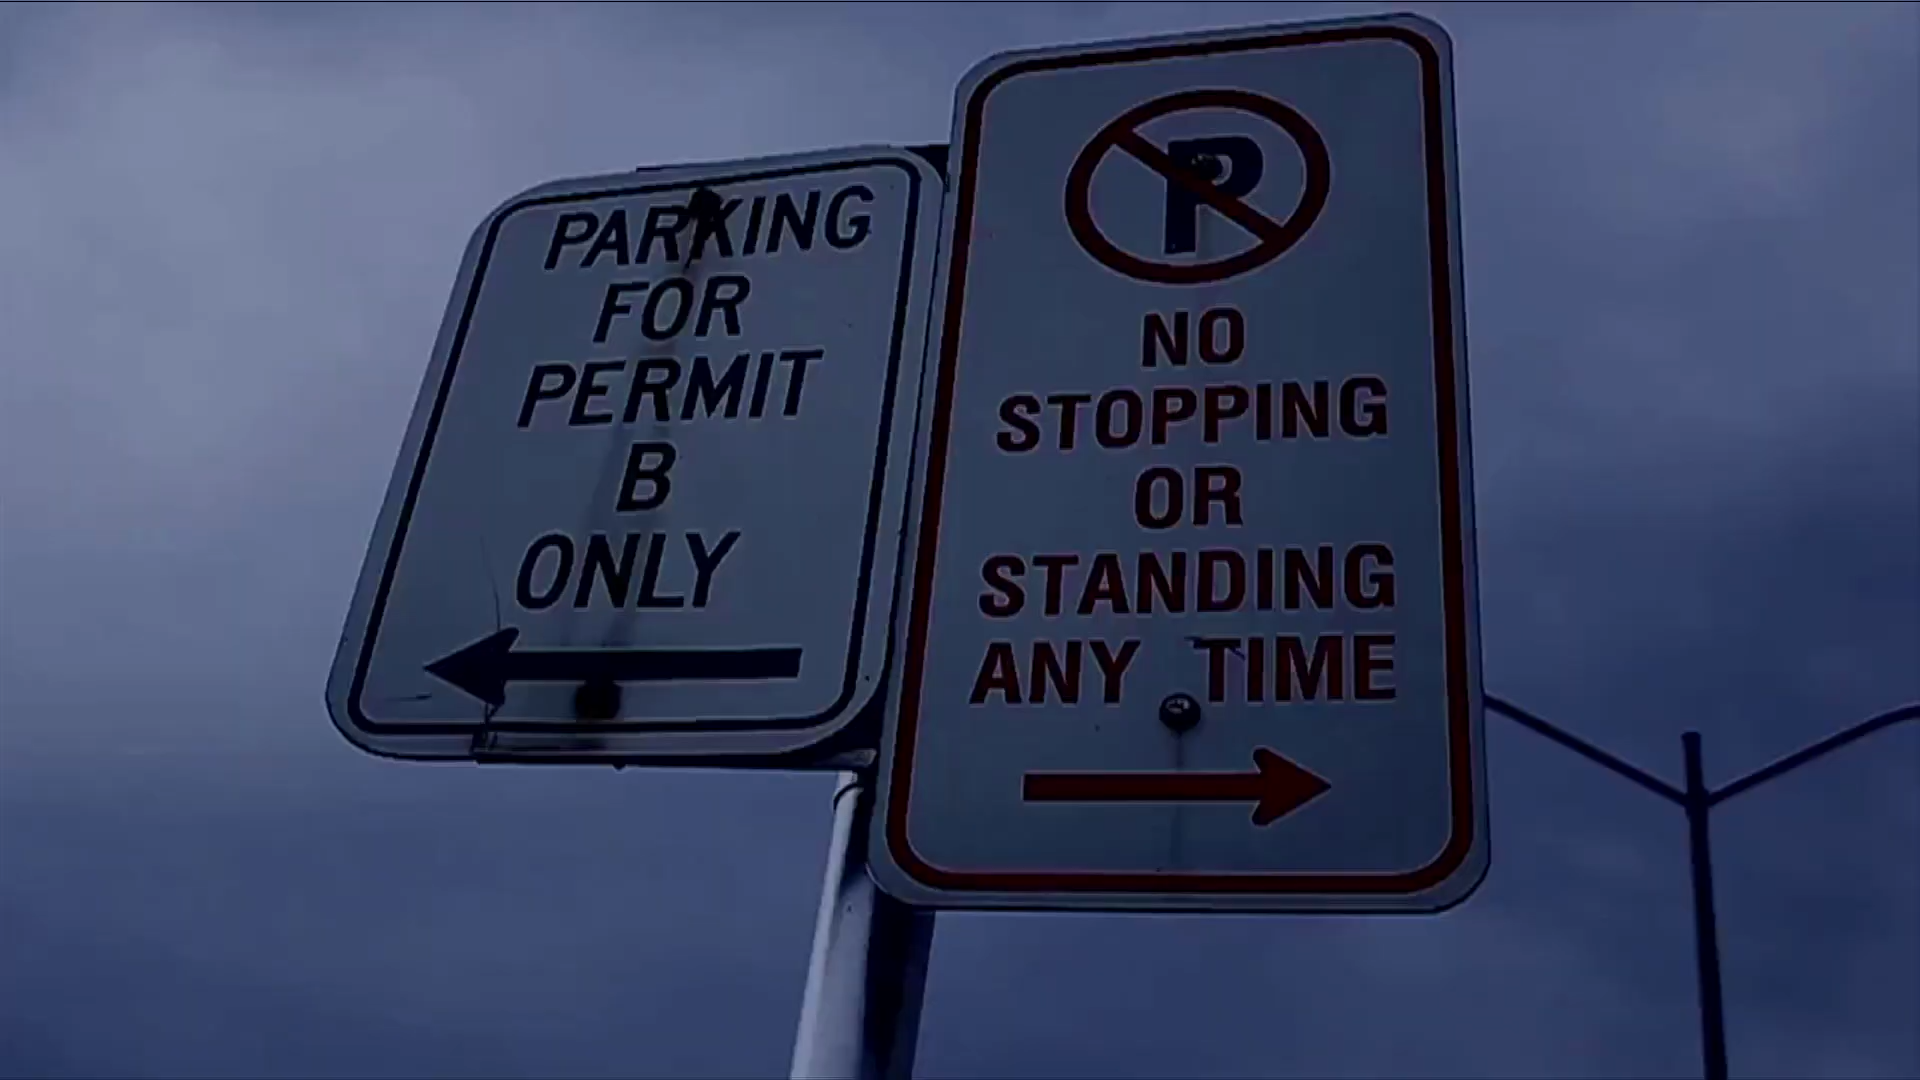 PARKING
FOR
PERMIT
B
ONLY
P
NO
STOPPING
OR
STANDING
ANY TIME